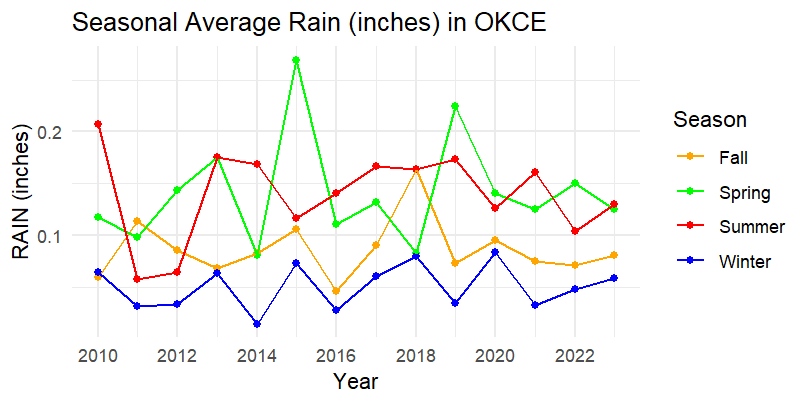 Seasonal Average Rain (inches) in OKCE
RAIN (inches)
0.2
0.1
2010 2012 2014 2016 2018 2020 2022
Year
Season
Fall
Spring
Summer
Winter